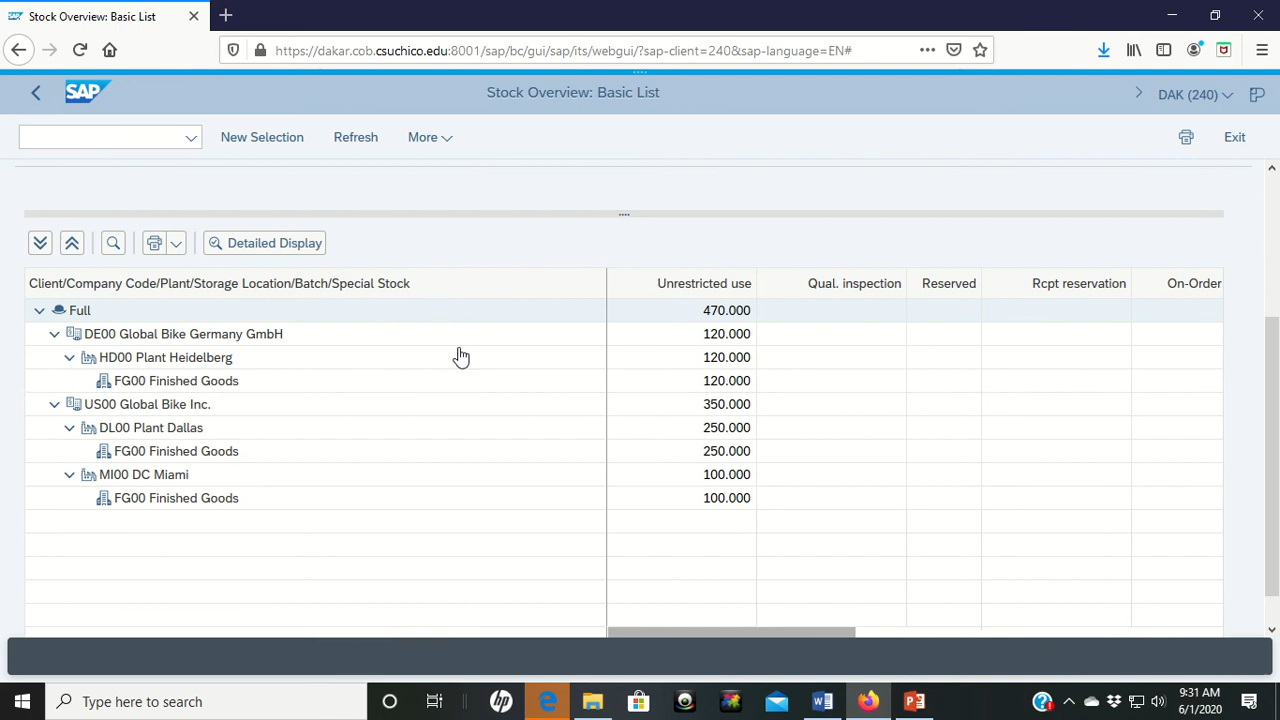 Stock Overview: Basic List
https://dakar.cob.csuchico.edu:8001/sap/bc/gui/sap/its/webgui/?sap-client=240&sap-language=EN#
SAP Stock Overview: Basic List DAK (240)
New Selection Refresh More Exit
Detailed Display
Client/Company Code/Plant/Storage Location/Batch/Special Stock Unrestricted use Qual. inspection Reserved Rcpt reservation On-Order
Full 470.000
DE00 Global Bike Germany GmbH 120.000
HD00 Plant Heidelberg 120.000
FG00 Finished Goods 120.000
US00 Global Bike Inc. 350.000
DL00 Plant Dallas 250.000
FG00 Finished Goods 250.000
MI00 DC Miami 100.000
FG00 Finished Goods 100.000
Type here to search
9:31 AM
6/1/2020